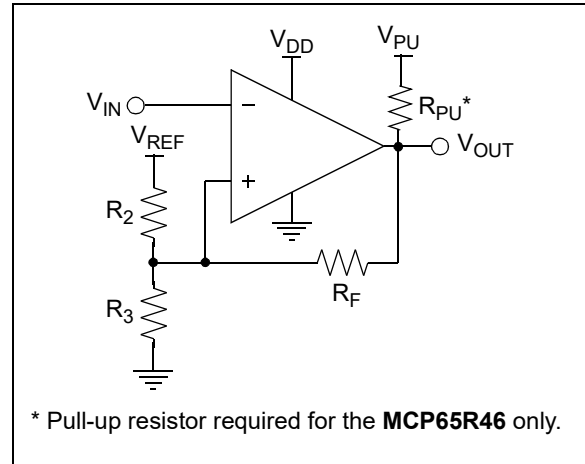 V_DD
V_PU
V_IN
−
R_PU*
V_REF
V_OUT
+
R_2
R_F
R_3
* Pull-up resistor required for the MCP65R46 only.